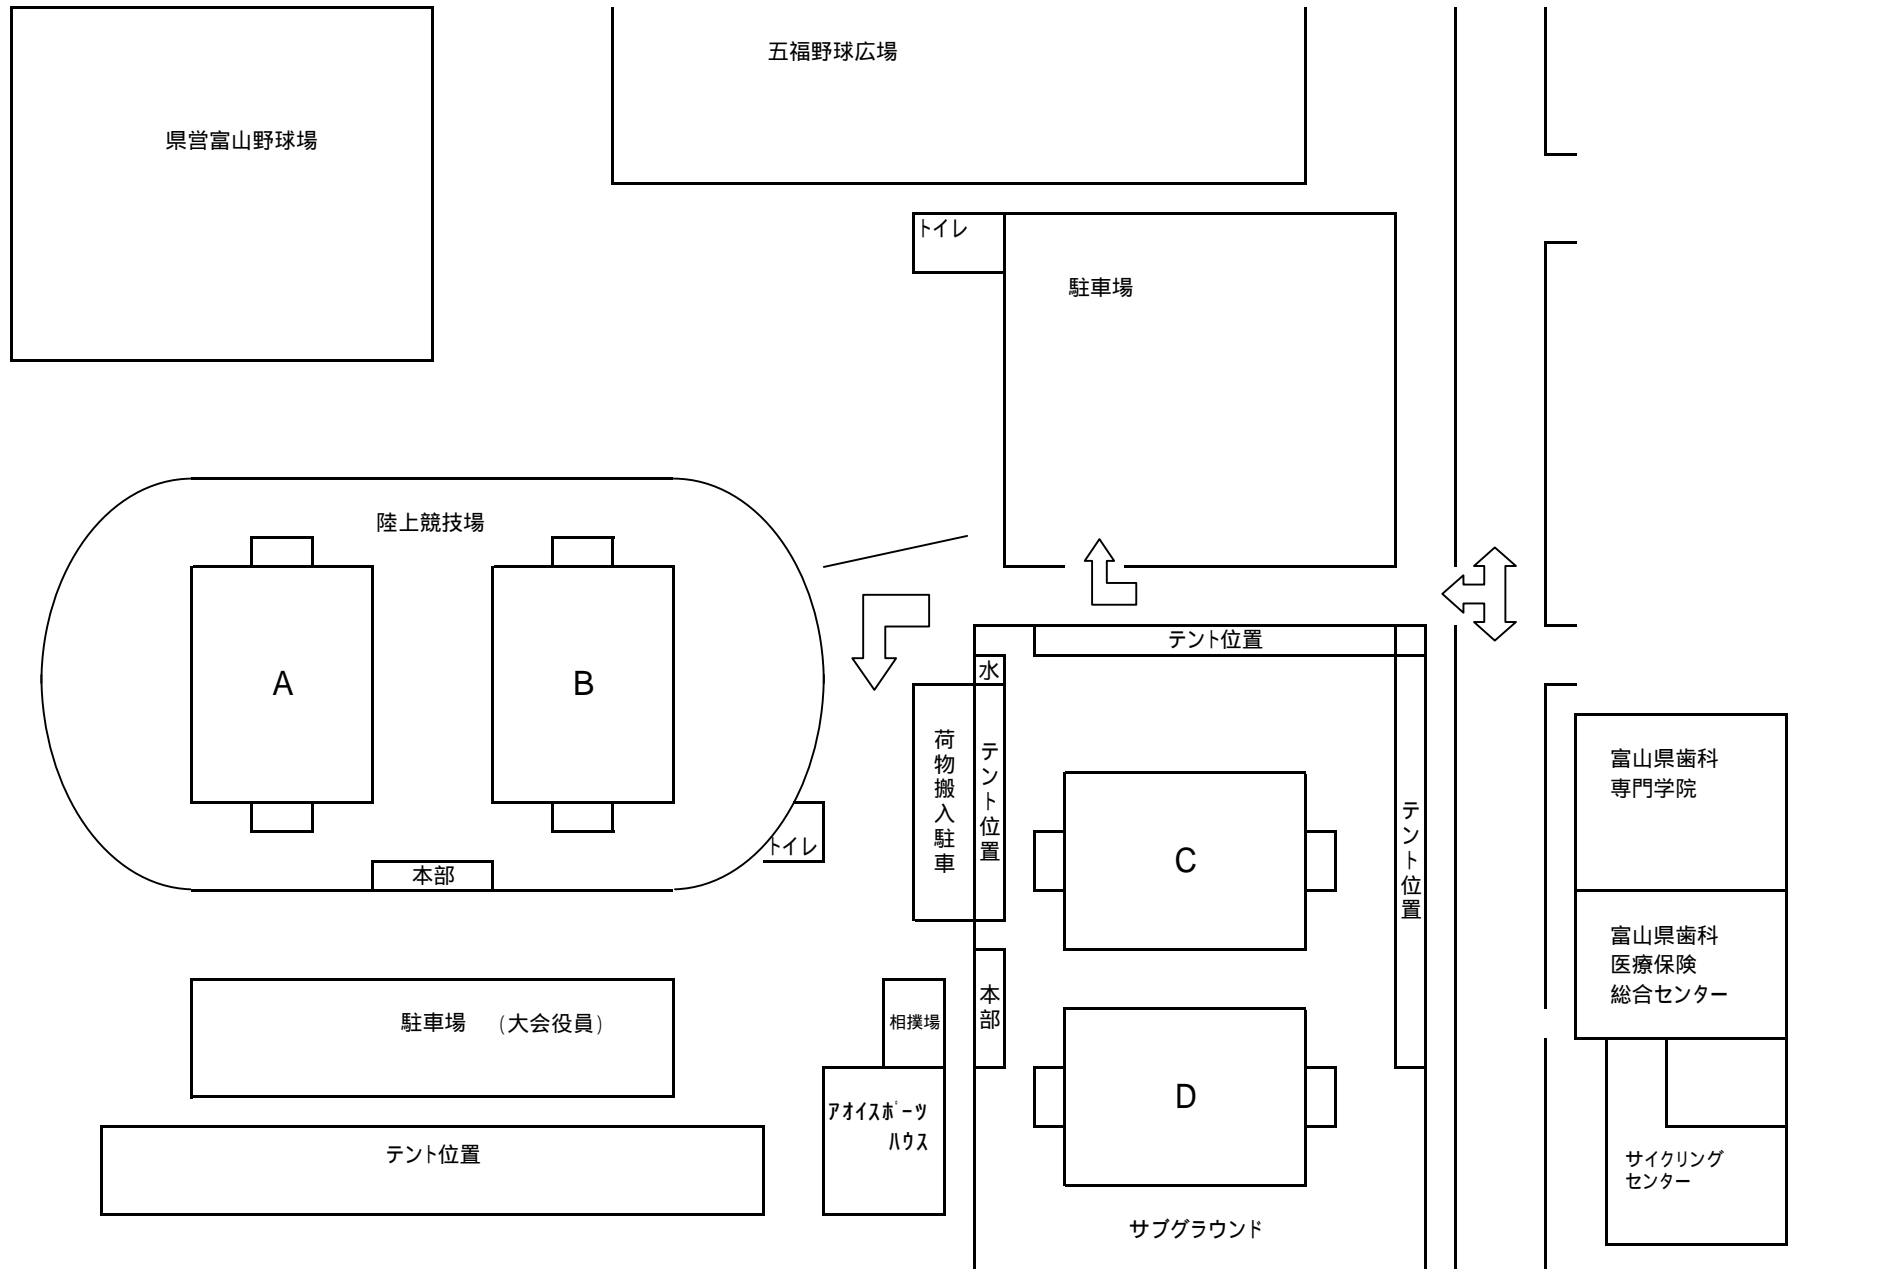 五福野球広場
県営富山野球場
トイレ
駐車場
陸上競技場
テント位置
水
A
B
荷物搬入駐車
テント位置
テント位置
富山県歯科
専門学院
トイレ
C
本部
富山県歯科
医療保険
総合センター
本部
駐車場 (大会役員)
相撲場
D
アオイスポーツ
ハウス
テント位置
サイクリング
センター
サブグラウンド